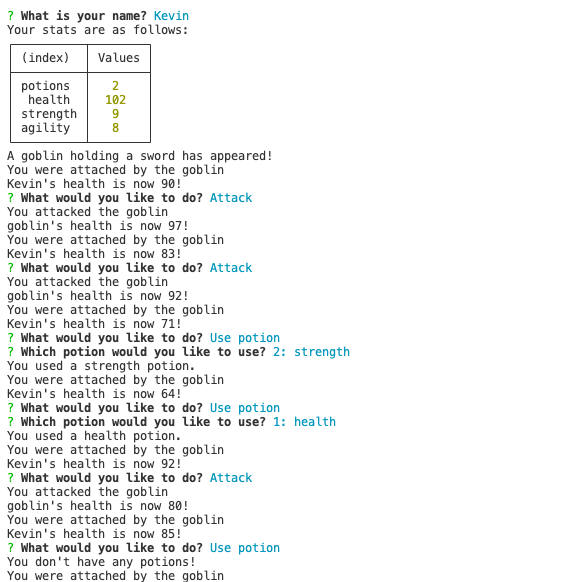 ? What is your name? Kevin
Your stats are as follows:
(index) Values
potions 2
health 102
strength 9
agility 8
A goblin holding a sword has appeared!
You were attached by the goblin
Kevin's health is now 90!
? What would you like to do? Attack
You attacked the goblin
goblin's health is now 97!
You were attached by the goblin
Kevin's health is now 83!
? What would you like to do? Attack
You attacked the goblin
goblin's health is now 92!
You were attached by the goblin
Kevin's health is now 71!
? What would you like to do? Use potion
? Which potion would you like to use? 2: strength
You used a strength potion.
You were attached by the goblin
Kevin's health is now 64!
? What would you like to do? Use potion
? Which potion would you like to use? 1: health
You used a health potion.
You were attached by the goblin
Kevin's health is now 92!
? What would you like to do? Attack
You attacked the goblin
goblin's health is now 80!
You were attached by the goblin
Kevin's health is now 85!
? What would you like to do? Use potion
You don't have any potions!
You were attached by the goblin